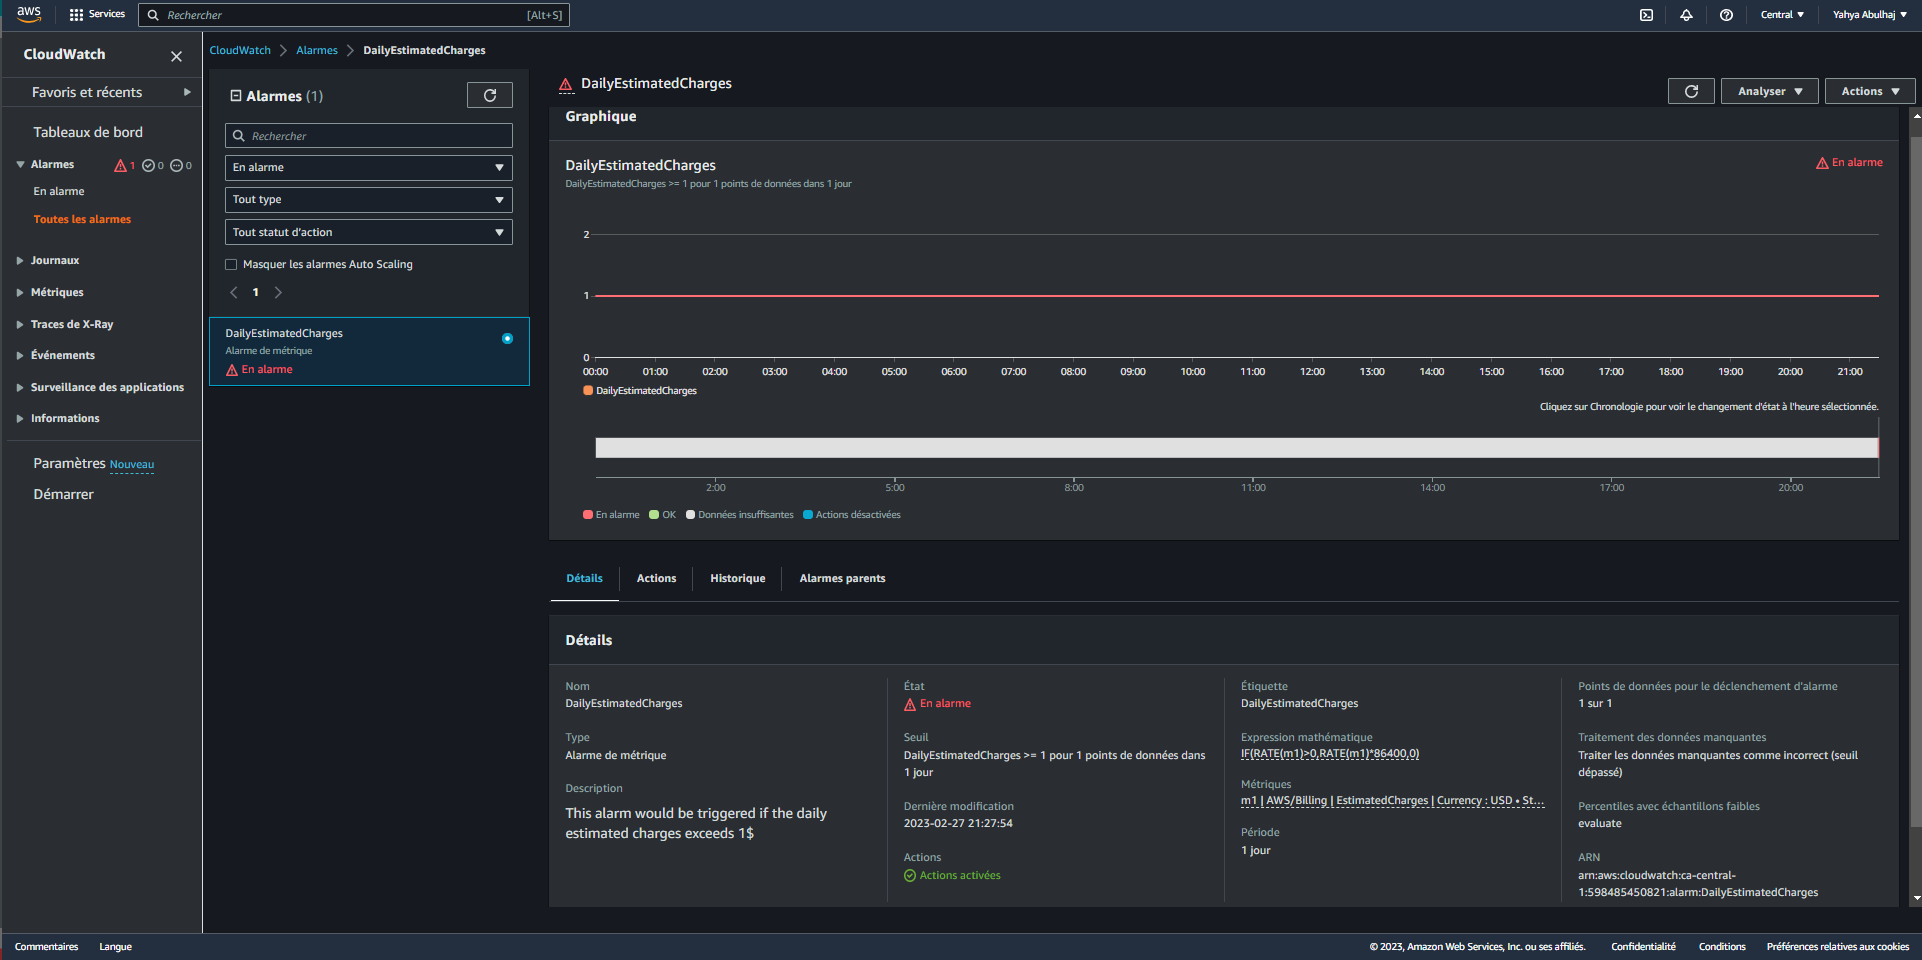 aws
Services
Rechercher
[Alt+S]
Central
Yahya Abulhaj
CloudWatch
Favoris et récents
Tableaux de bord
Alarmes
1
0
0
En alarme
Toutes les alarmes
Journaux
Métriques
Traces de X-Ray
Événements
Surveillance des applications
Informations
Paramètres Nouveau
Démarrer
CloudWatch
Alarmes
DailyEstimatedCharges
Alarmes (1)
Rechercher
En alarme
Tout type
Tout statut d'action
Masquer les alarmes Auto Scaling
1
DailyEstimatedCharges
Alarme de métrique
En alarme
DailyEstimatedCharges
Analyser
Actions
Graphique
DailyEstimatedCharges
En alarme
DailyEstimatedCharges >= 1 pour 1 points de données dans 1 jour
2
1
0
00:00 01:00 02:00 03:00 04:00 05:00 06:00 07:00 08:00 09:00 10:00 11:00 12:00 13:00 14:00 15:00 16:00 17:00 18:00 19:00 20:00 21:00
DailyEstimatedCharges
Cliquez sur Chronologie pour voir le changement d'état à l'heure sélectionnée.
2:00 5:00 8:00 11:00 14:00 17:00 20:00
En alarme OK Données insuffisantes Actions désactivées
Détails
Actions
Historique
Alarmes parents
Détails
Nom
DailyEstimatedCharges
Type
Alarme de métrique
Description
This alarm would be triggered if the daily
estimated charges exceeds 1$
État
En alarme
Seuil
DailyEstimatedCharges >= 1 pour 1 points de données dans
1 jour
Dernière modification
2023-02-27 21:27:54
Actions
Actions activées
Étiquette
DailyEstimatedCharges
Expression mathématique
IF(RATE(m1)>0,RATE(m1)*86400,0)
Métriques
m1 | AWS/Billing | EstimatedCharges | Currency : USD • St...
Période
1 jour
Points de données pour le déclenchement d'alarme
1 sur 1
Traitement des données manquantes
Traiter les données manquantes comme incorrect (seuil
dépassé)
Percentiles avec échantillons faibles
evaluate
ARN
arn:aws:cloudwatch:ca-central-
1:598485450821:alarm:DailyEstimatedCharges
Commentaires
Langue
© 2023, Amazon Web Services, Inc. ou ses affiliés.
Confidentialité
Conditions
Préférences relatives aux cookies